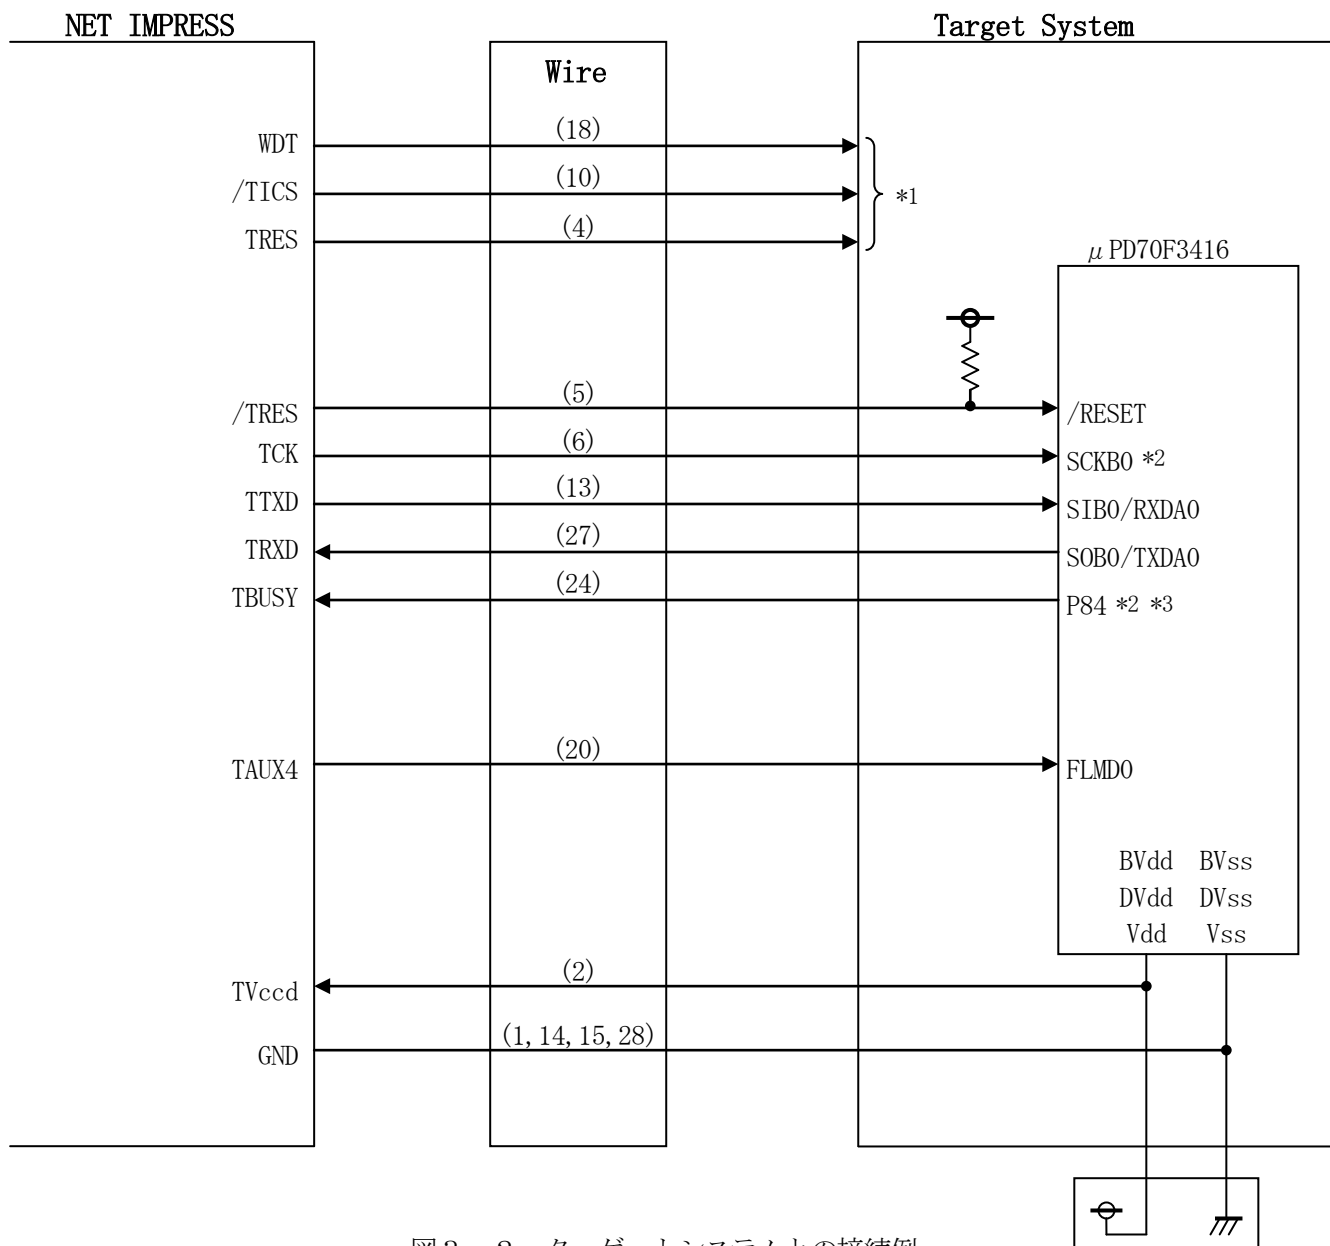 NET IMPRESS
Target System
Wire
WDT (18)
/TICS (10)
*1
TRES (4)
μPD70F3416
/TRES (5) /RESET
TCK (6) SCKB0 *2
TTXD (13) SIB0/RXDA0
TRXD (27) SOB0/TXDA0
TBUSY (24) P84 *2 *3
TAUX4 (20) FLMD0
BVdd BVss
DVdd DVss
Vdd Vss
TVccd (2)
GND (1,14,15,28)